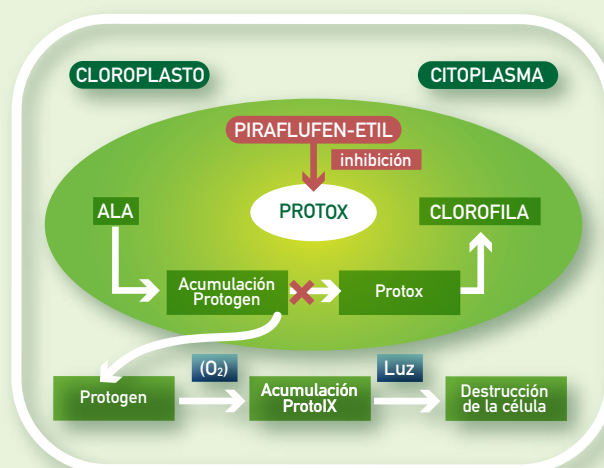 CLOROPLASTO
CITOPLASMA
PIRAFLUFEN-ETIL
inhibición
PROTOX
ALA
CLOROFILA
Acumulación
Protogen
Protox
(O₂)
Luz
Protogen
Acumulación
ProtoIX
Destrucción
de la célula